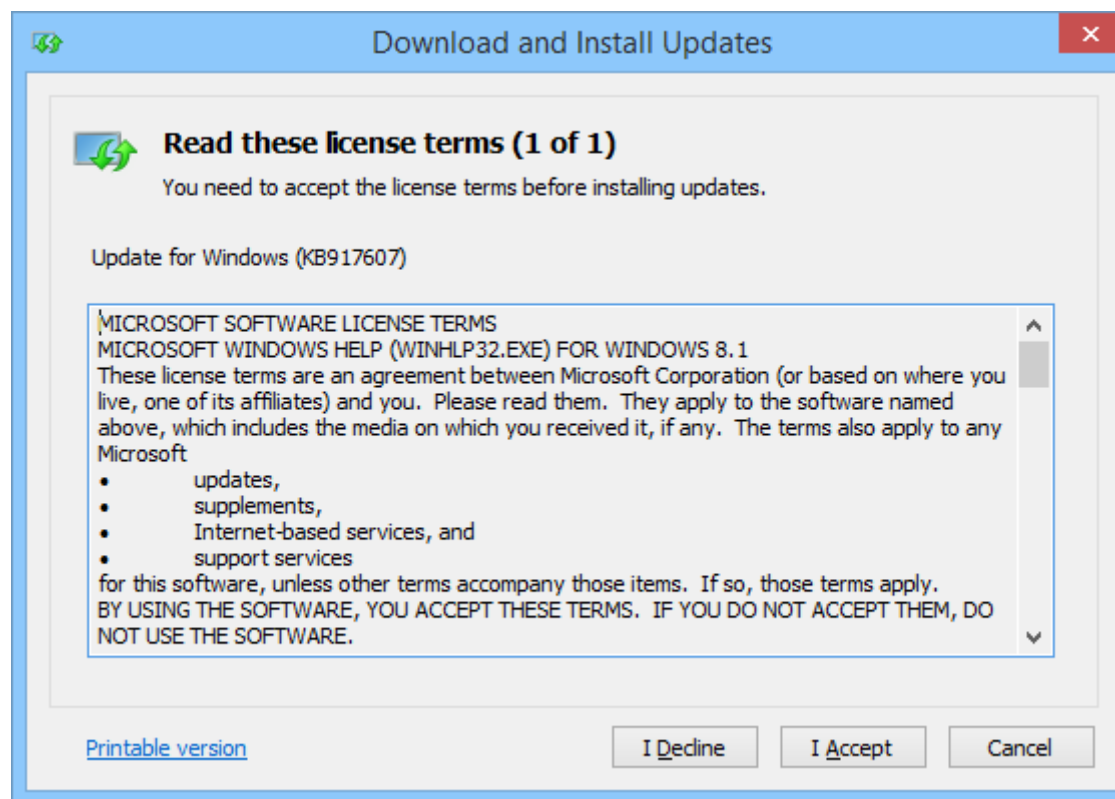 Download and Install Updates
Read these license terms (1 of 1)
You need to accept the license terms before installing updates.
Update for Windows (KB917607)
MICROSOFT SOFTWARE LICENSE TERMS
MICROSOFT WINDOWS HELP (WINHLP32.EXE) FOR WINDOWS 8.1
These license terms are an agreement between Microsoft Corporation (or based on where you
live, one of its affiliates) and you.  Please read them.  They apply to the software named
above, which includes the media on which you received it, if any.  The terms also apply to any
Microsoft
•	updates,
•	supplements,
•	Internet-based services, and
•	support services
for this software, unless other terms accompany those items.  If so, those terms apply.
BY USING THE SOFTWARE, YOU ACCEPT THESE TERMS.  IF YOU DO NOT ACCEPT THEM, DO
NOT USE THE SOFTWARE.
Printable version
I Decline
I Accept
Cancel